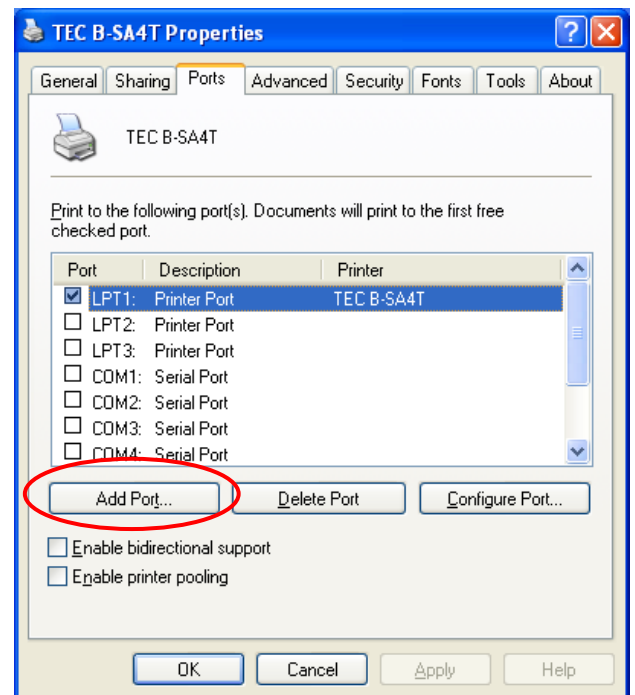 TEC B-SA4T Properties
General Sharing Ports Advanced Security Fonts Tools About
TEC B-SA4T
Print to the following port(s). Documents will print to the first free
checked port.
Port Description Printer
LPT1: Printer Port TEC B-SA4T
LPT2: Printer Port
LPT3: Printer Port
COM1: Serial Port
COM2: Serial Port
COM3: Serial Port
COM4: Serial Port
Add Port... Delete Port Configure Port...
Enable bidirectional support
Enable printer pooling
OK Cancel Apply Help